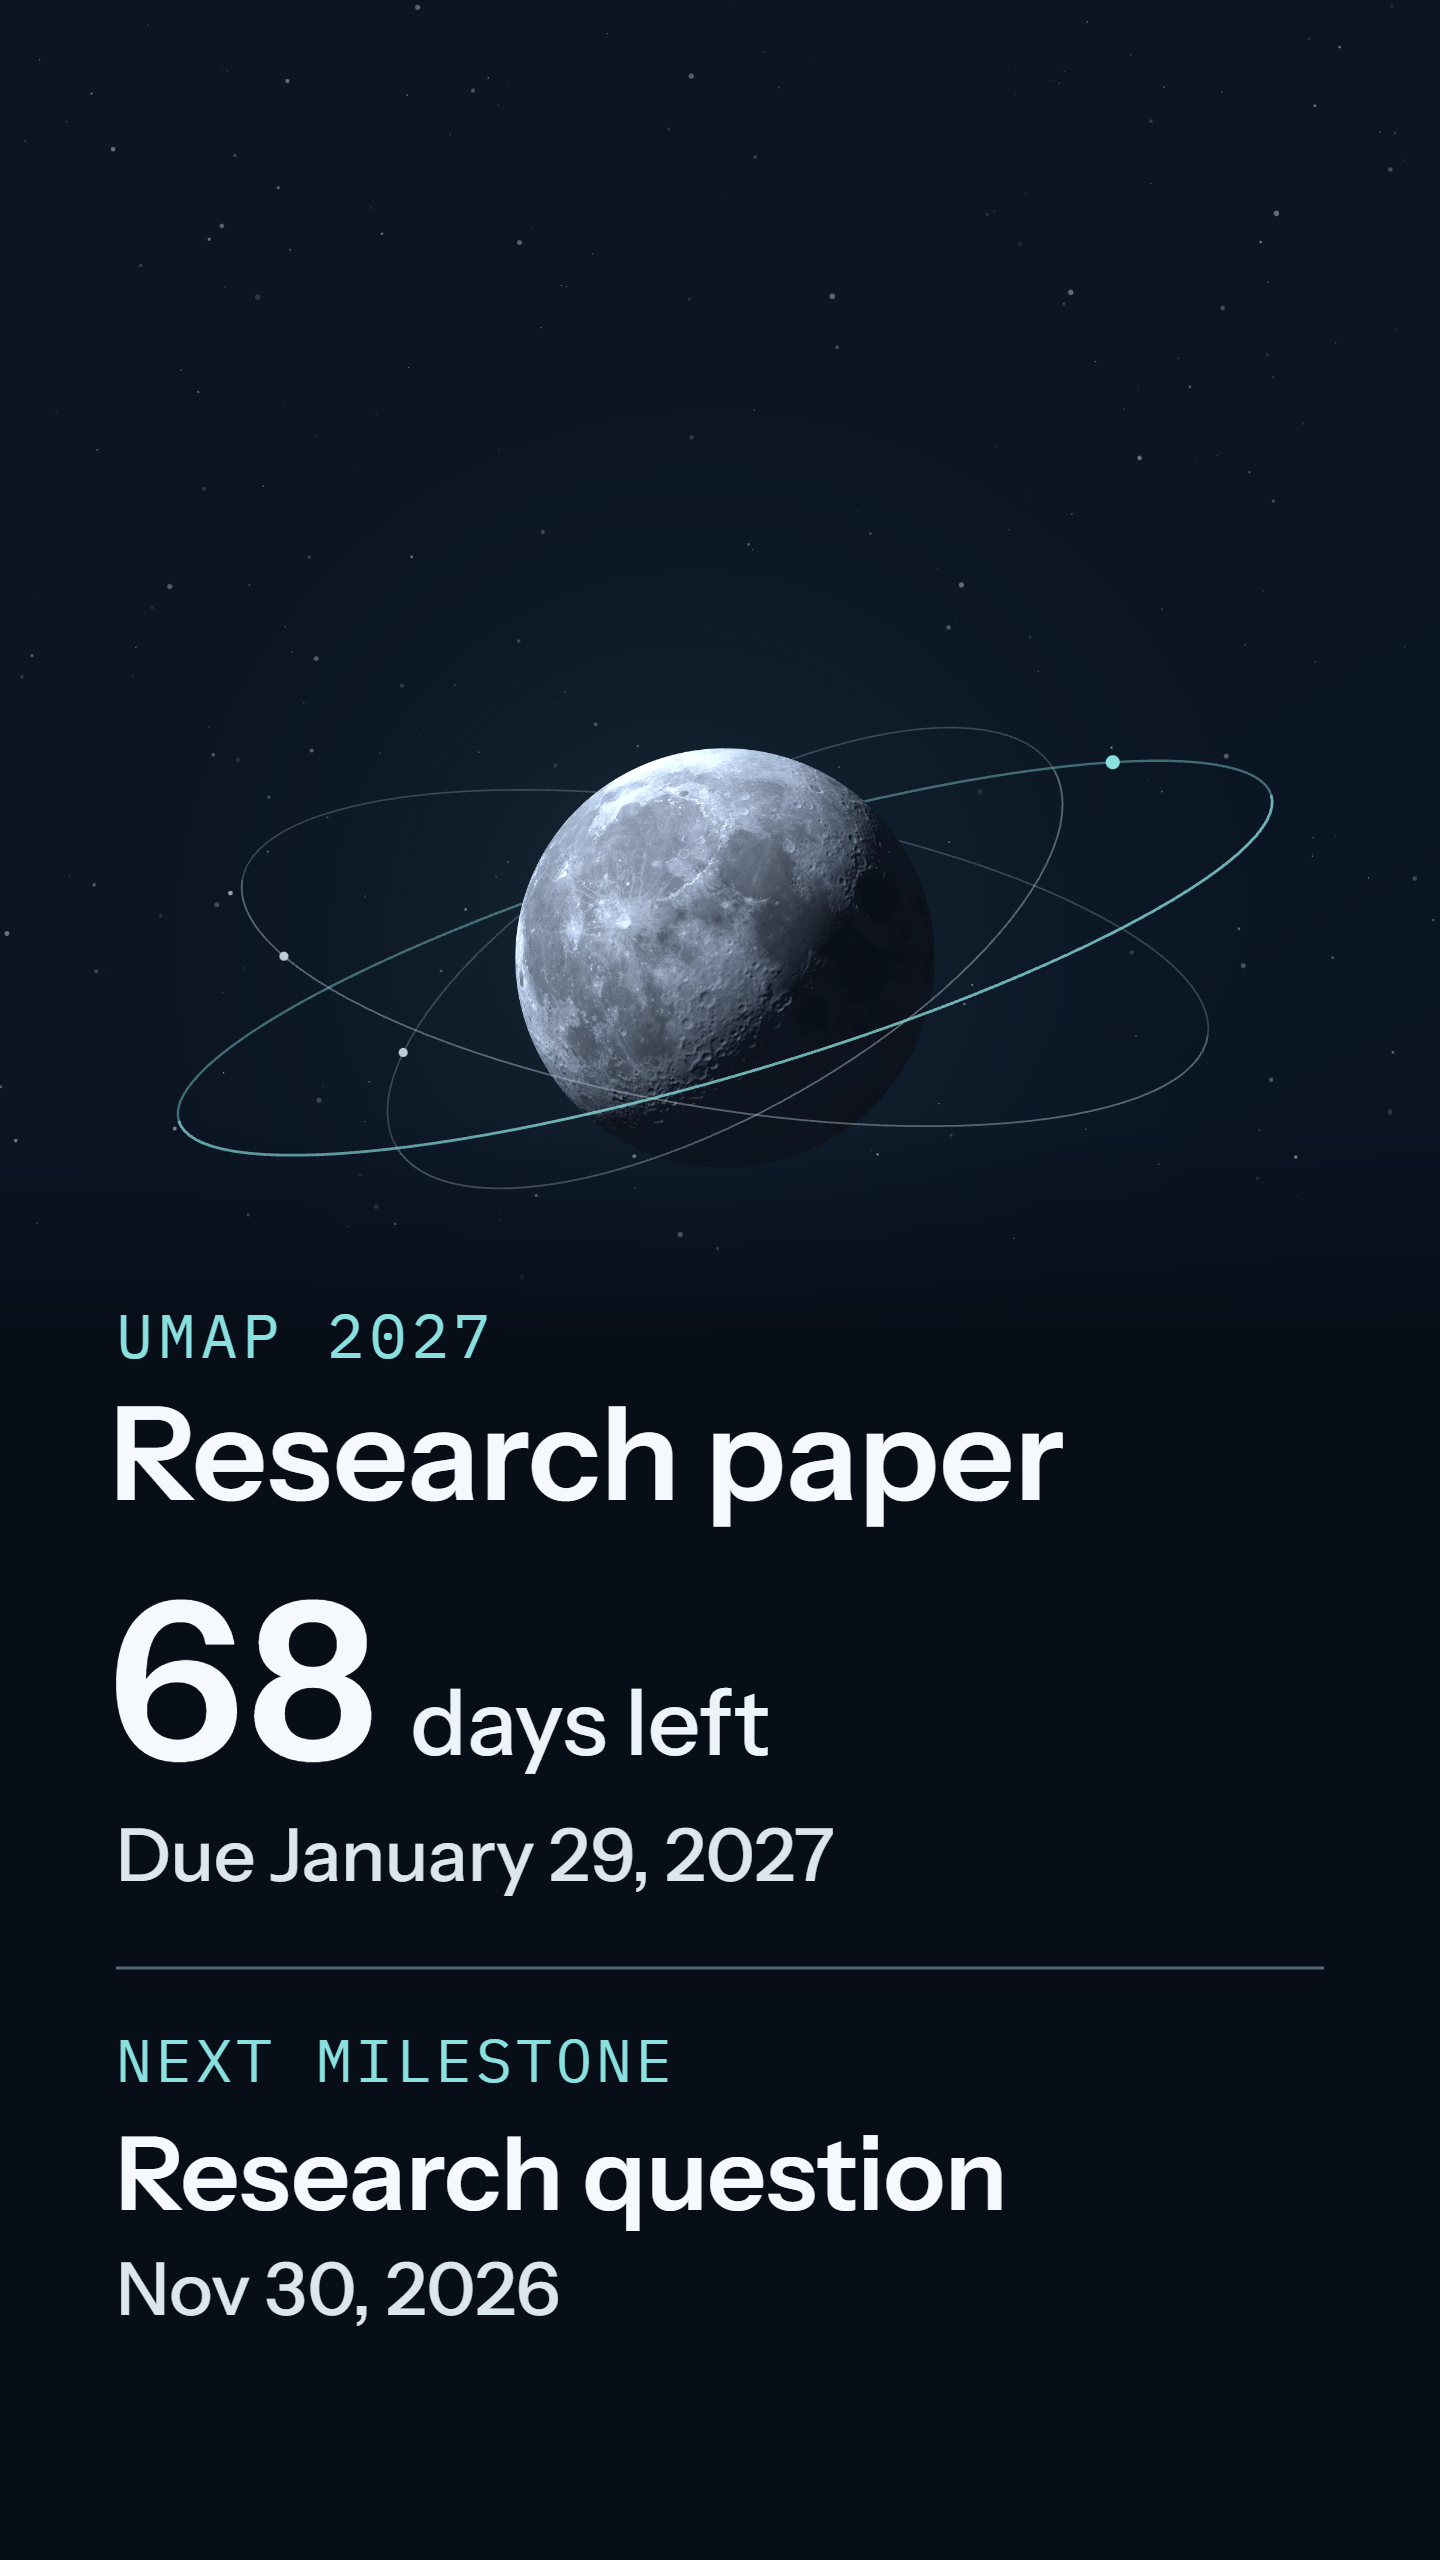 UMAP 2027
Research paper
68 days left
Due January 29, 2027
NEXT MILESTONE
Research question
Nov 30, 2026